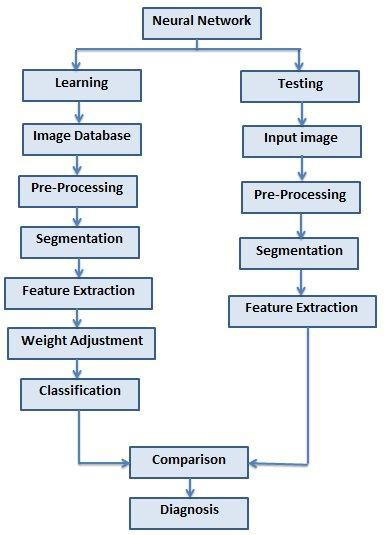 Neural Network
Learning
Testing
Image Database
Input image
Pre-Processing
Pre-Processing
Segmentation
Segmentation
Feature Extraction
Feature Extraction
Weight Adjustment
Classification
Comparison
Diagnosis